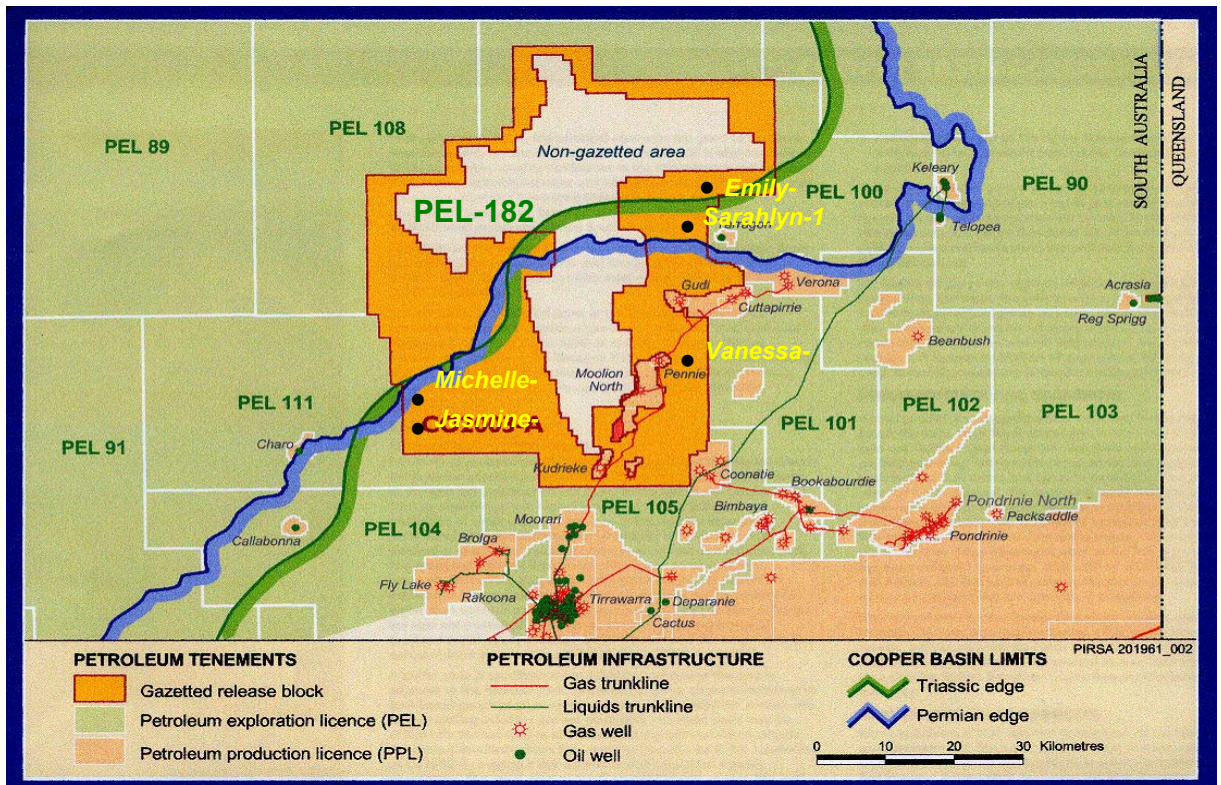 SOUTH AUSTRALIA
QUEENSLAND
PEL 89
PEL 108
Non-gazetted area
Keleary
PEL 100
PEL 90
Emily-
Sarahlyn-1
PEL-182
Telopea
Gudi
Verona
Cuttapirrie
Acrasia
Reg Sprigg
Beanbush
Vanessa-
Moolion
North
Pennie
Michelle-
Jasmine-
PEL 111
PEL 102
PEL 103
PEL 101
PEL 91
Charo
Kudrieke
Coonatie
Bookabourdie
PEL 105
Bimbaya
Pondrinie North
Packsaddle
Pondrinie
PEL 104
Moorari
Callabonna
Brolga
Fly Lake
Rakoona
Tirrawarra
Deparanie
Cactus
PIRSA 201961_002
PETROLEUM TENEMENTS
Gazetted release block
Petroleum exploration licence (PEL)
Petroleum production licence (PPL)
PETROLEUM INFRASTRUCTURE
Gas trunkline
Liquids trunkline
Gas well
Oil well
COOPER BASIN LIMITS
Triassic edge
Permian edge
0 10 20 30 Kilometres